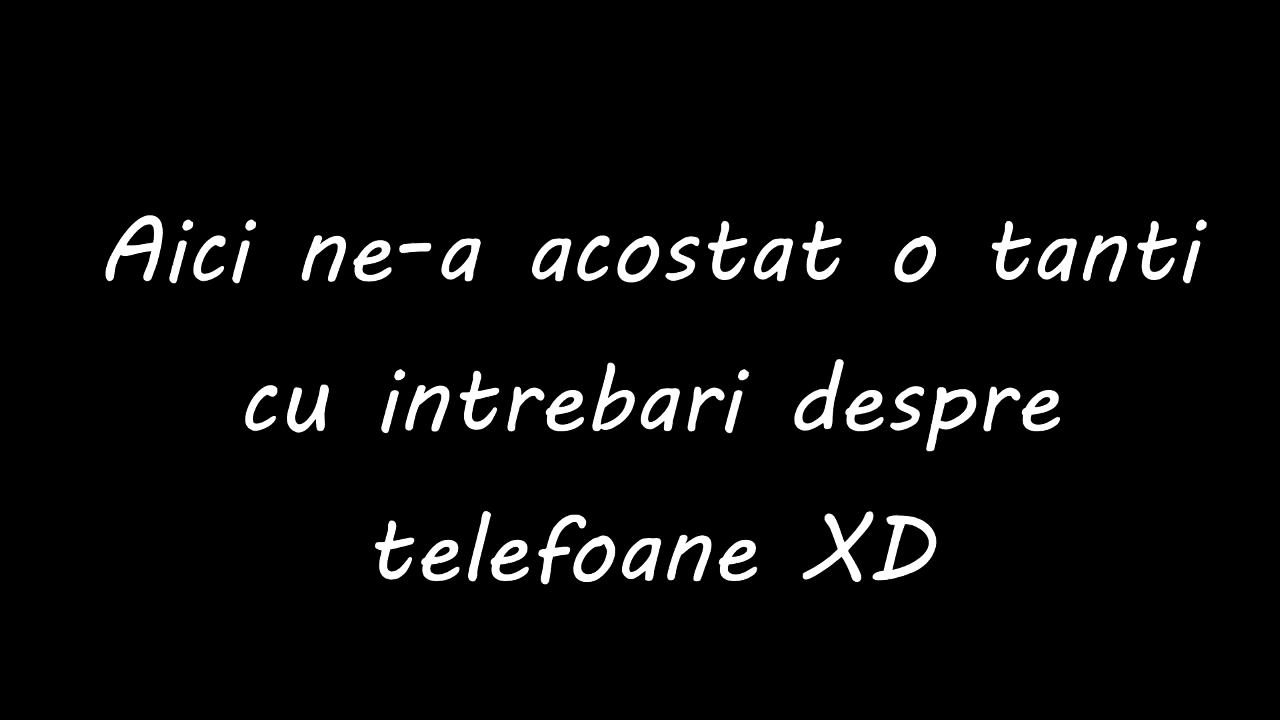 Aici ne-a acostat o tanti
cu intrebari despre
telefoane XD